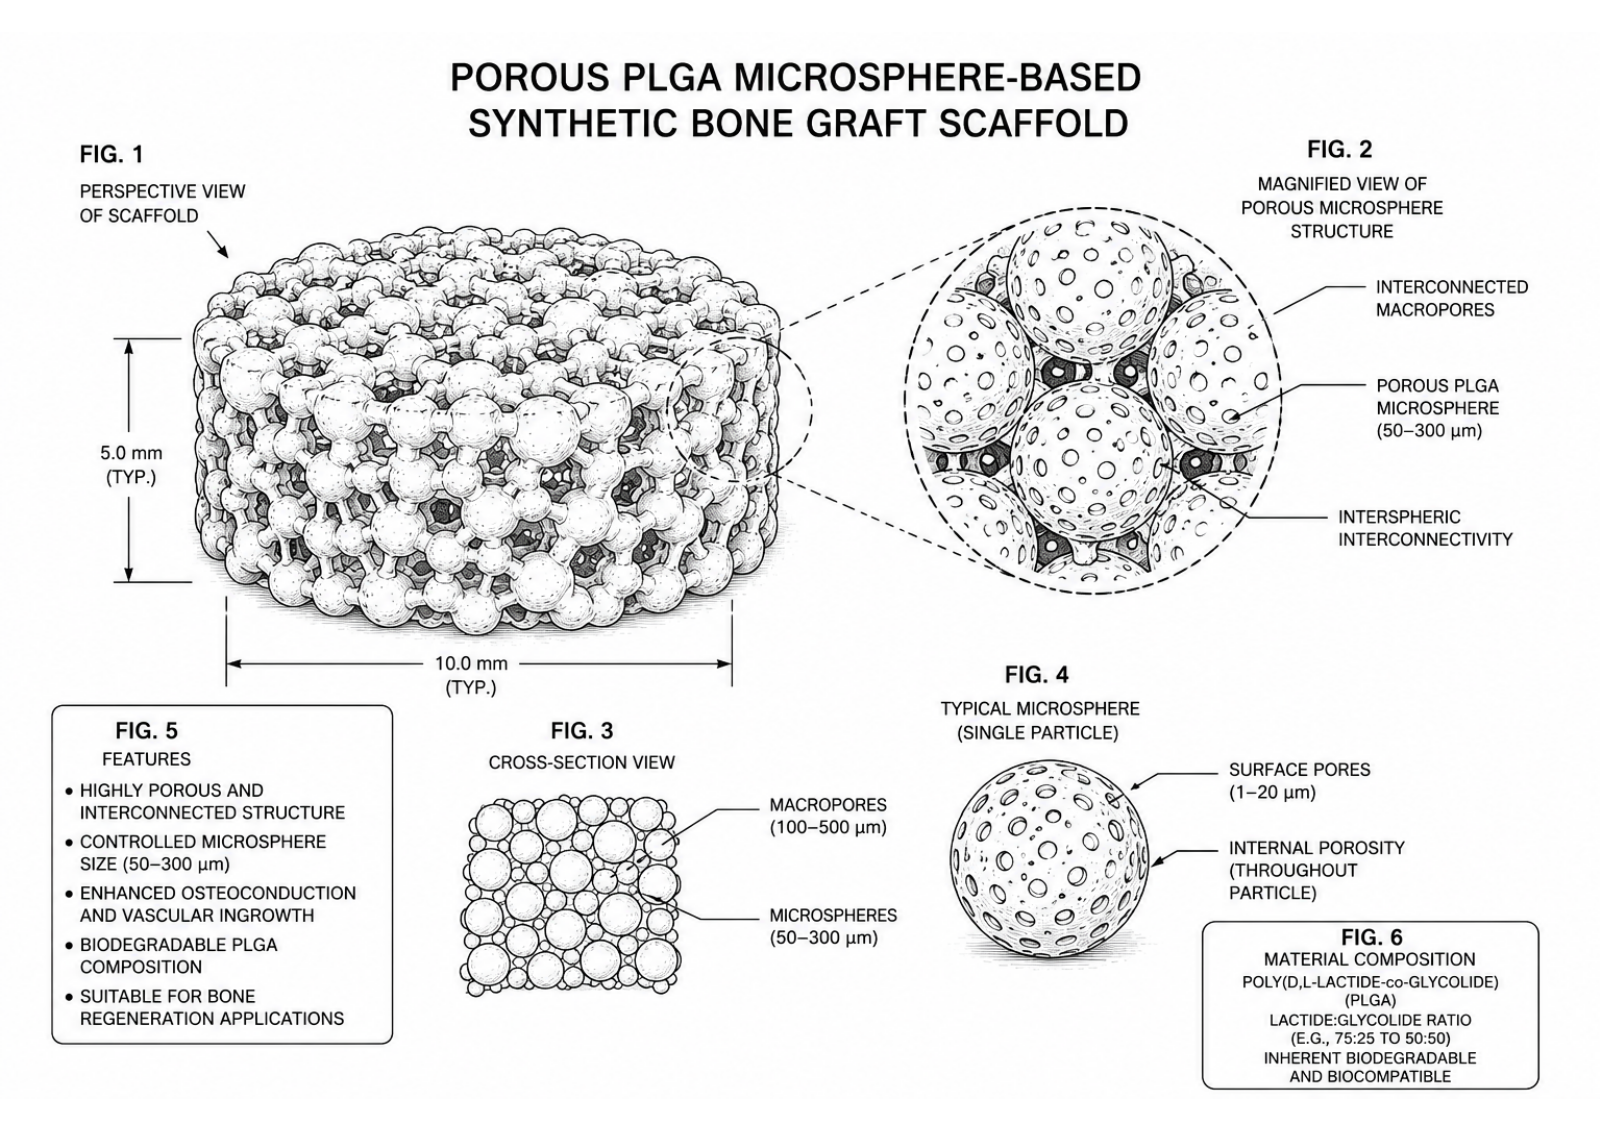 POROUS PLGA MICROSPHERE-BASED
SYNTHETIC BONE GRAFT SCAFFOLD
FIG. 1
PERSPECTIVE VIEW
OF SCAFFOLD
5.0 mm
(TYP.)
10.0 mm
(TYP.)
FIG. 2
MAGNIFIED VIEW OF
POROUS MICROSPHERE
STRUCTURE
INTERCONNECTED
MACROPORES
POROUS PLGA
MICROSPHERE
(50–300 µm)
INTERSPHERIC
INTERCONNECTIVITY
FIG. 5
FEATURES
• HIGHLY POROUS AND
INTERCONNECTED STRUCTURE
• CONTROLLED MICROSPHERE
SIZE (50–300 µm)
• ENHANCED OSTEOCONDUCTION
AND VASCULAR INGROWTH
• BIODEGRADABLE PLGA
COMPOSITION
• SUITABLE FOR BONE
REGENERATION APPLICATIONS
FIG. 3
CROSS-SECTION VIEW
MACROPORES
(100–500 µm)
MICROSPHERES
(50–300 µm)
FIG. 4
TYPICAL MICROSPHERE
(SINGLE PARTICLE)
SURFACE PORES
(1–20 µm)
INTERNAL POROSITY
(THROUGHOUT
PARTICLE)
FIG. 6
MATERIAL COMPOSITION
POLY(D,L-LACTIDE-co-GLYCOLIDE)
(PLGA)
LACTIDE:GLYCOLIDE RATIO
(E.G., 75:25 TO 50:50)
INHERENT BIODEGRADABLE
AND BIOCOMPATIBLE